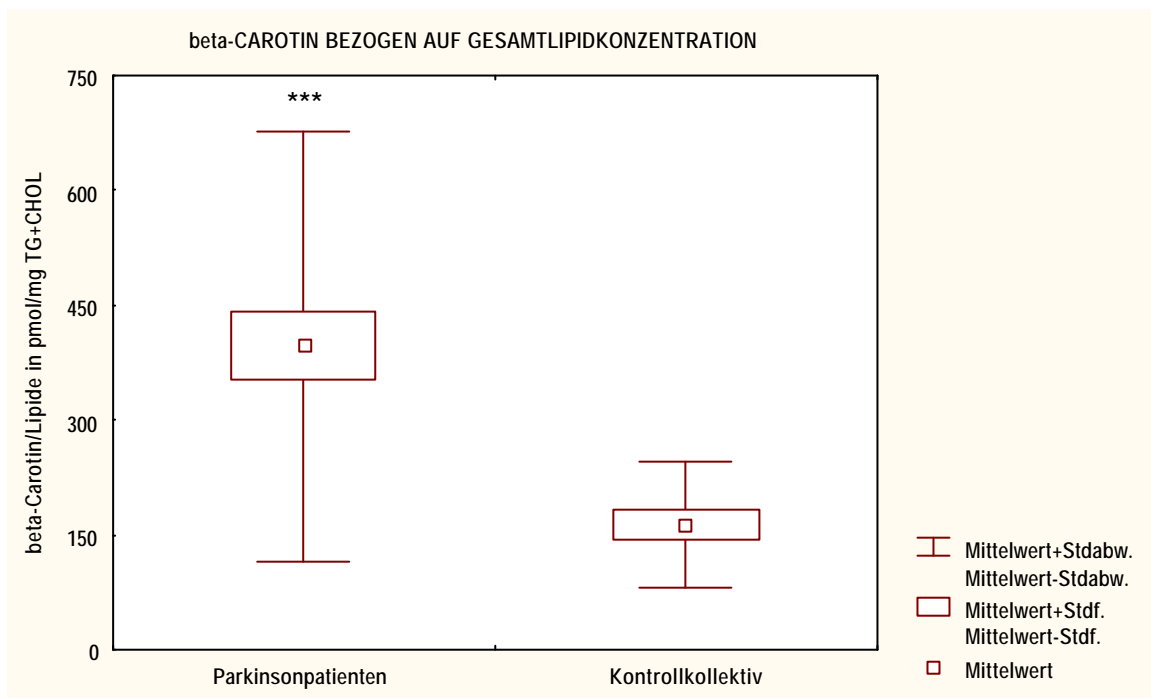 beta-CAROTIN BEZOGEN AUF GESAMTLIPIDKONZENTRATION
beta-Carotin/Lipide in pmol/mg TG+CHOL
750
600
450
300
150
0
***
Parkinsonpatienten
Kontrollkollektiv
Mittelwert+Stdabw.
Mittelwert-Stdabw.
Mittelwert+Stdf.
Mittelwert-Stdf.
Mittelwert